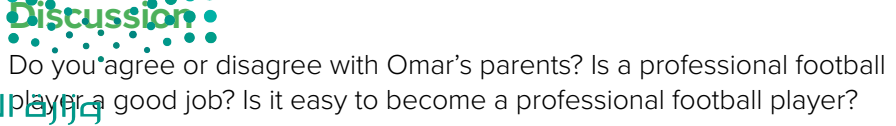 Discussion
Do you agree or disagree with Omar's parents? Is a professional football
player a good job? Is it easy to become a professional football player?